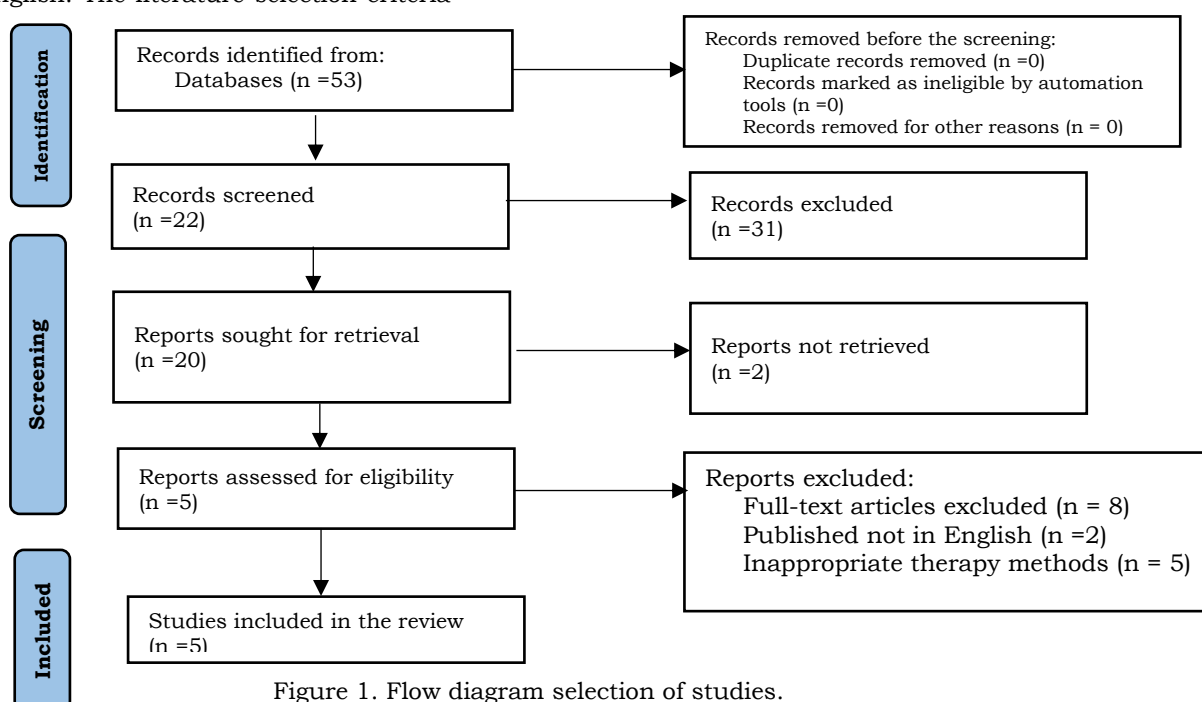 nglish. The literature selection criteria
Identification
Records identified from:
Databases (n =53)
Records removed before the screening:
Duplicate records removed (n =0)
Records marked as ineligible by automation
tools (n =0)
Records removed for other reasons (n = 0)
Records screened
(n =22)
Records excluded
(n =31)
Screening
Reports sought for retrieval
(n =20)
Reports not retrieved
(n =2)
Reports assessed for eligibility
(n =5)
Reports excluded:
Full-text articles excluded (n = 8)
Published not in English (n =2)
Inappropriate therapy methods (n = 5)
Included
Studies included in the review
(n =5)
Figure 1. Flow diagram selection of studies.